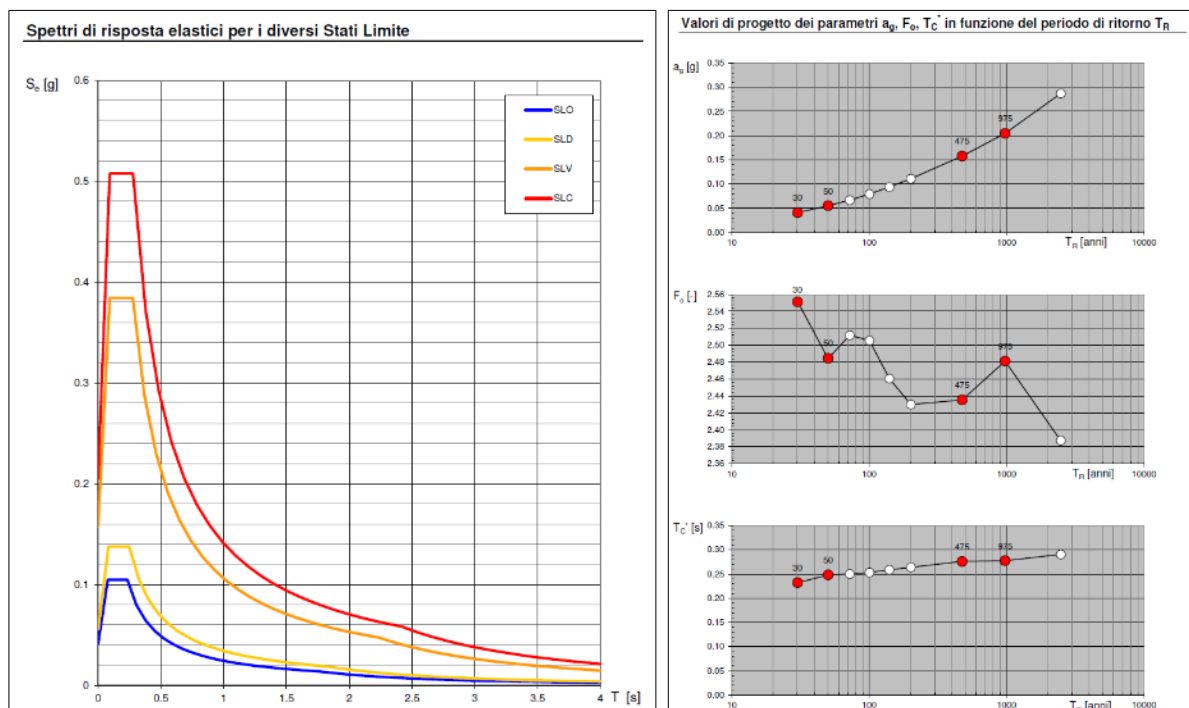 Spettri di risposta elastici per i diversi Stati Limite
Se [g]
0.6
0.5
0.4
0.3
0.2
0.1
0
0 0.5 1 1.5 2 2.5 3 3.5 4
T [s]
SLO
SLD
SLV
SLC
Valori di progetto dei parametri ag, Fo, TC* in funzione del periodo di ritorno TR
ag [g]
0.35
0.30
0.25
0.20
0.15
0.10
0.05
0.00
30
50
475
975
10 100 1000 10000
TR [anni]
Fo [-]
2.56
2.54
2.52
2.50
2.48
2.46
2.44
2.42
2.40
2.38
2.36
30
50
475
975
10 100 1000 10000
TR [anni]
TC* [s]
0.35
0.30
0.25
0.20
0.15
0.10
0.05
0.00
30
50
475
975
10 100 1000 10000
TR [anni]